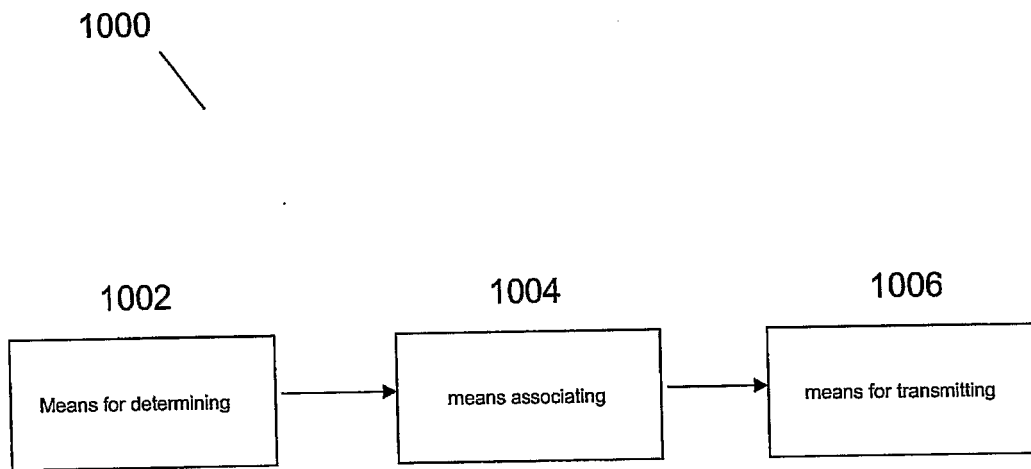 1000
1002
1004
1006
Means for determining
means associating
means for transmitting